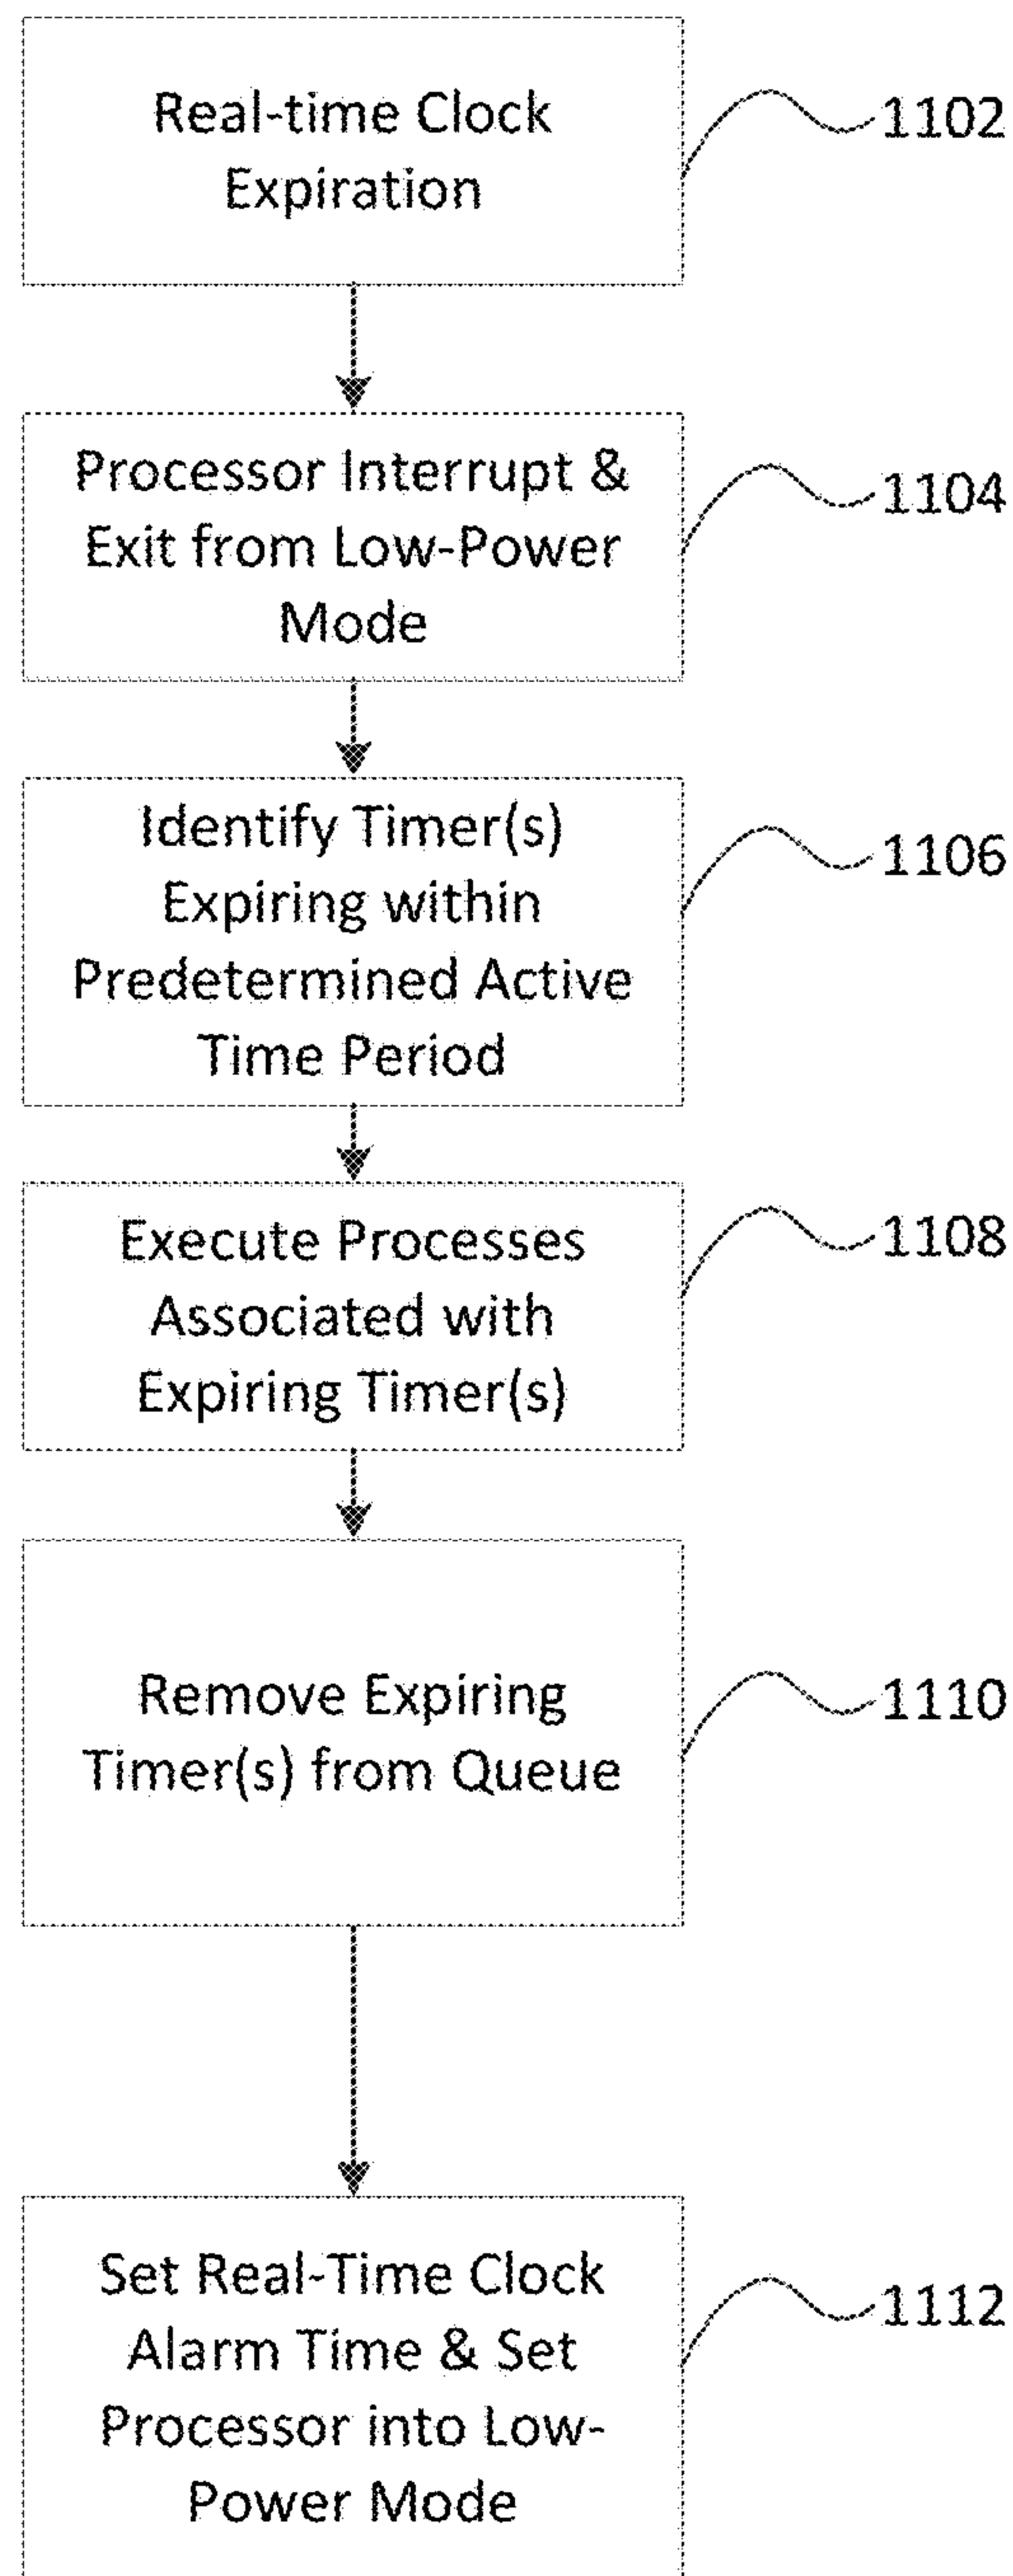 Real-time Clock
Expiration
1102
Processor Interrupt &
Exit from Low-Power
Mode
1104
Identify Timer(s)
Expiring within
Predetermined Active
Time Period
1106
Execute Processes
Associated with
Expiring Timer(s)
1108
Remove Expiring
Timer(s) from Queue
1110
Set Real-Time Clock
Alarm Time & Set
Processor into Low-
Power Mode
1112